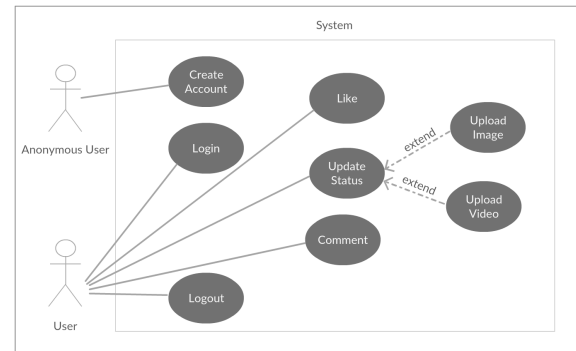 System
Create
Account
Like
Upload
Image
extend
Anonymous User
Login
Update
Status
extend
Upload
Video
Comment
Logout
User